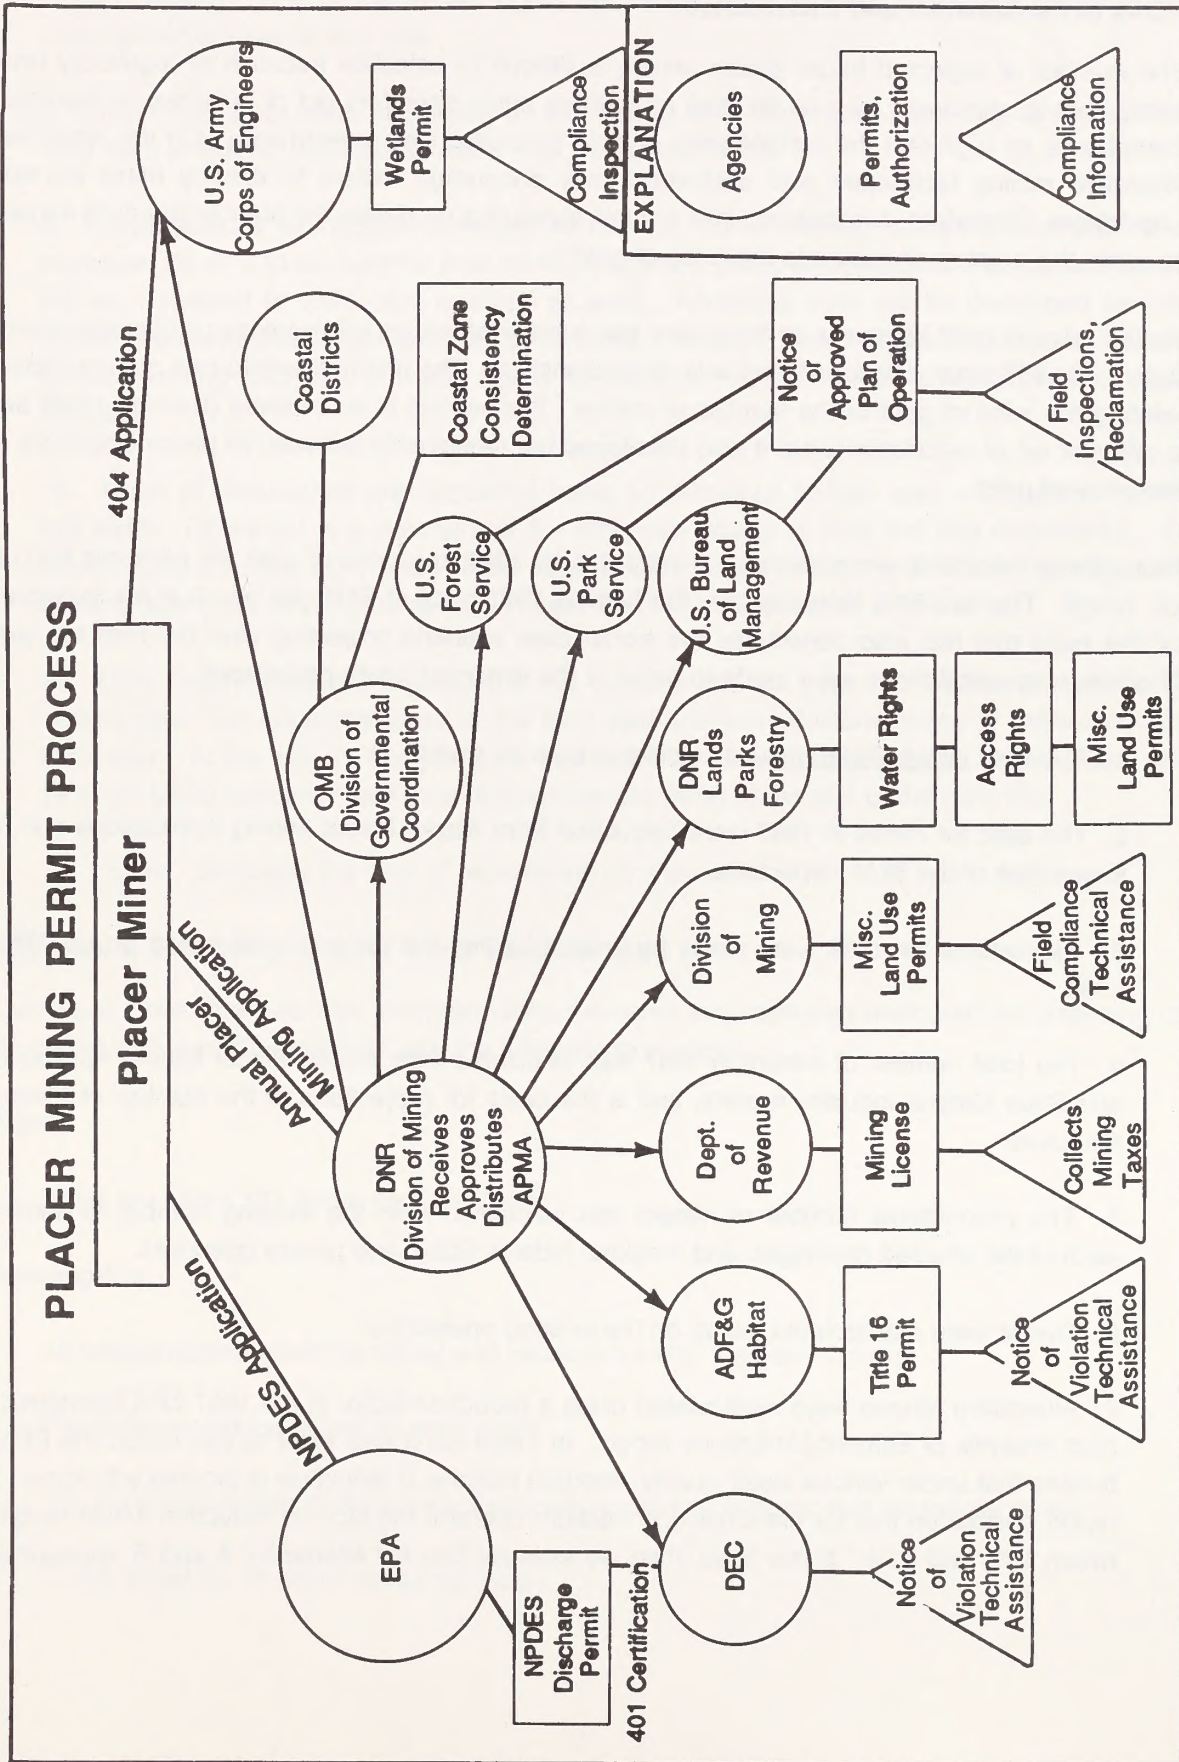 PLACER MINING PERMIT PROCESS
Placer Miner
NPDES Application
Annual Placer
Mining Application
404 Application
EPA
NPDES
Discharge
Permit
401 Certification
DEC
Notice
of
Violation
Technical
Assistance
DNR
Division of Mining
Receives
Approves
Distributes
APMA
ADF&G
Habitat
Title 16
Permit
Notice
of
Violation
Technical
Assistance
Dept.
of
Revenue
Mining
License
Collects
Mining
Taxes
Division
of
Mining
Misc.
Land Use
Permits
Field
Compliance
Technical
Assistance
DNR
Lands
Parks
Forestry
Water Rights
Access
Rights
Misc.
Land Use
Permits
OMB
Division of
Governmental
Coordination
Coastal
Districts
Coastal Zone
Consistency
Determination
U.S.
Forest
Service
U.S.
Park
Service
U.S. Bureau
of Land
Management
Notice
or
Approved
Plan of
Operation
Field
Inspections,
Reclamation
U.S. Army
Corps of Engineers
Wetlands
Permit
Compliance
Inspection
EXPLANATION
Agencies
Permits,
Authorization
Compliance
Information